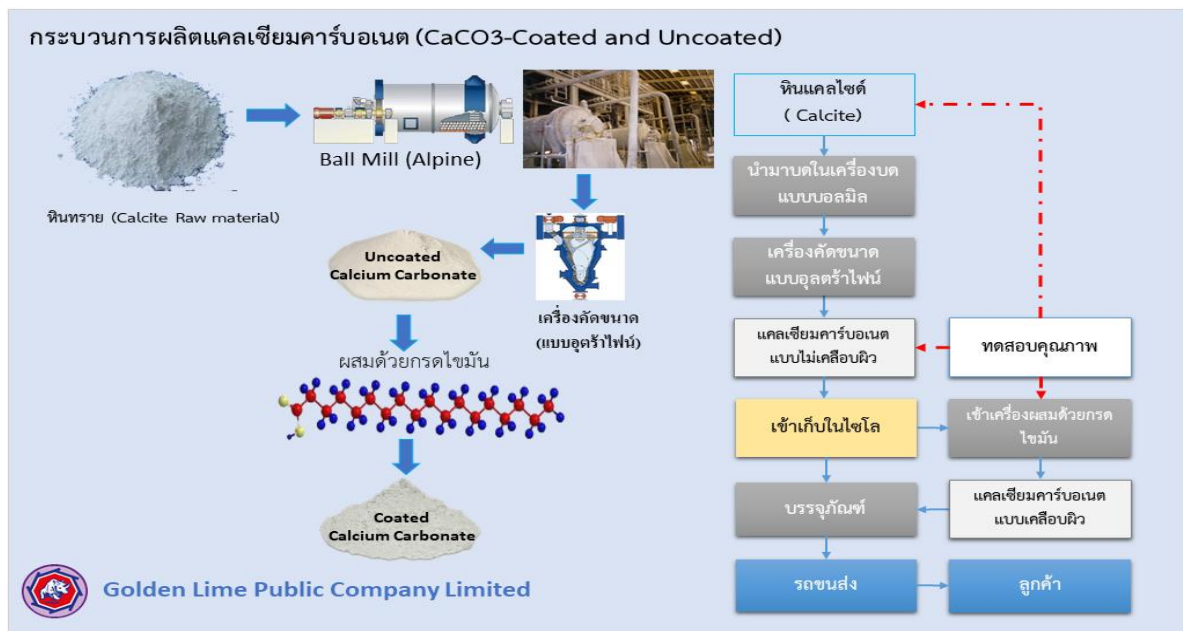 กระบวนการผลิตแคลเซียมคาร์บอเนต (CaCO3-Coated and Uncoated)
Ball Mill (Alpine)
หินทราย (Calcite Raw material)
Uncoated
Calcium Carbonate
เครื่องคัดขนาด
(แบบอุตร้าไฟน์)
ผสมด้วยกรดไขมัน
Coated
Calcium Carbonate
หินแคลไซด์
( Calcite)
นำมาบดในเครื่องบด
แบบบอลมิล
เครื่องคัดขนาด
แบบอุลตร้าไฟน์
แคลเซียมคาร์บอเนต
แบบไม่เคลือบผิว
ทดสอบคุณภาพ
เข้าเก็บในไซโล
เข้าเครื่องผสมด้วยกรด
ไขมัน
บรรจุภัณฑ์
แคลเซียมคาร์บอเนต
แบบเคลือบผิว
รถขนส่ง
ลูกค้า
Golden Lime Public Company Limited